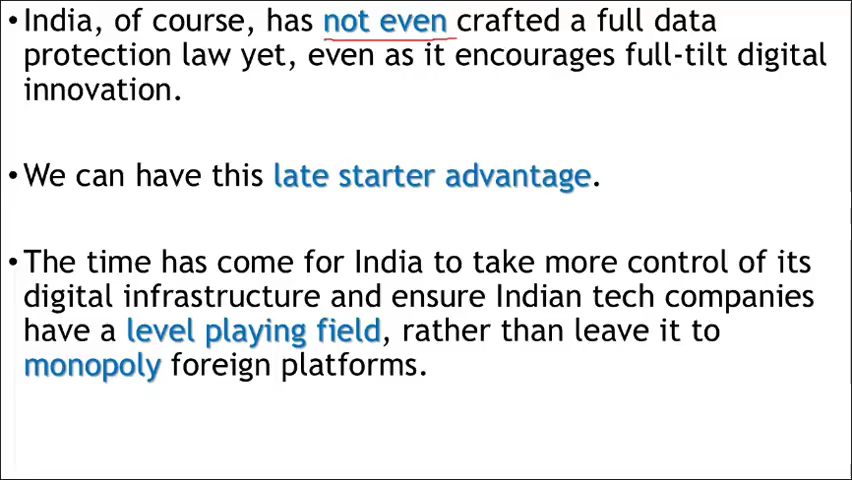 •India, of course, has not even crafted a full data
protection law yet, even as it encourages full-tilt digital
innovation.
•We can have this late starter advantage.
•The time has come for India to take more control of its
digital infrastructure and ensure Indian tech companies
have a level playing field, rather than leave it to
monopoly foreign platforms.